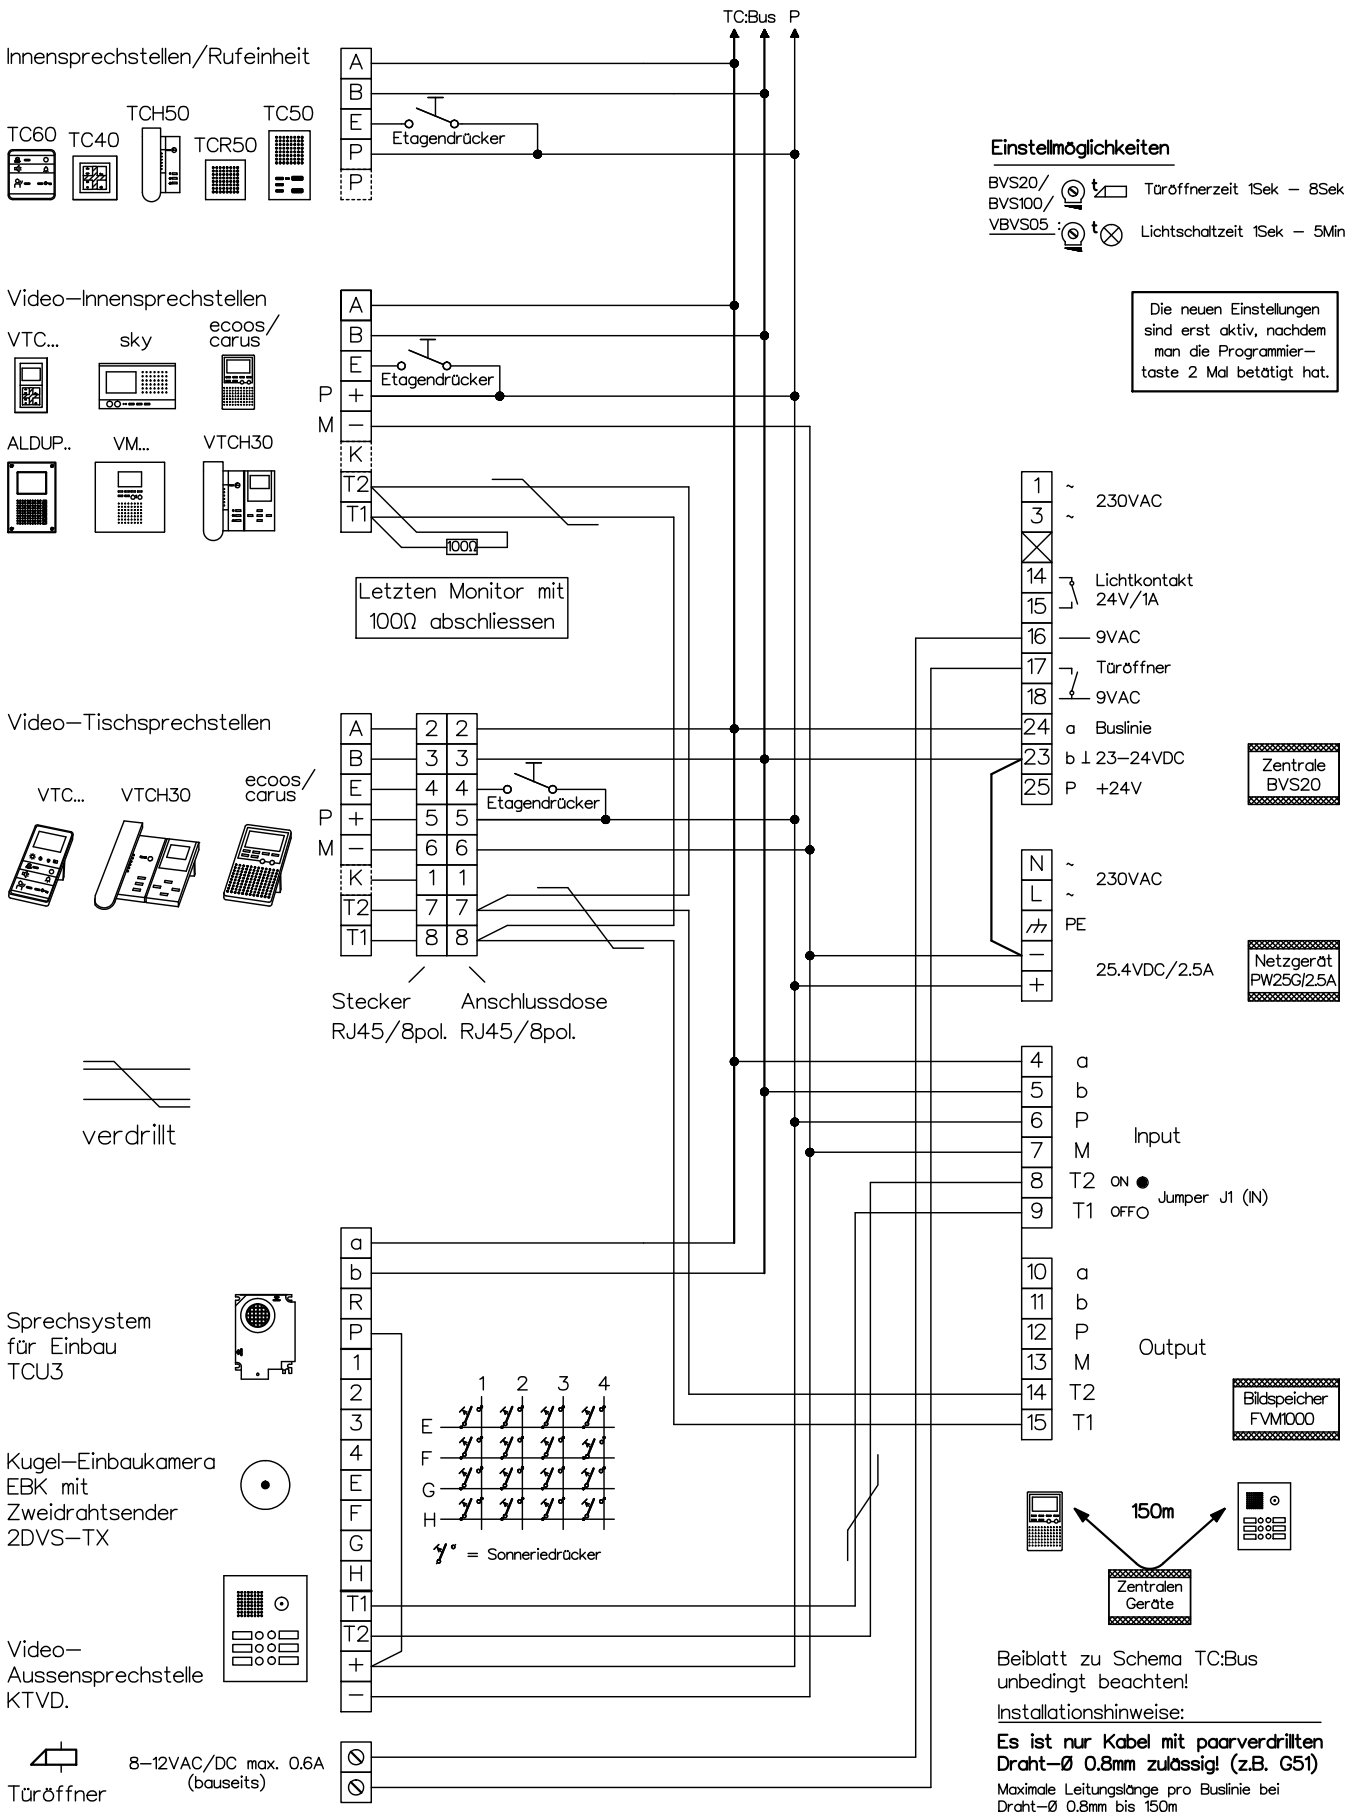 TC:Bus P
Innensprechstellen/Rufeinheit
TC60
TC40
TCH50
TCR50
TC50
A
B
E
P
P
Etagendrücker
Einstellmöglichkeiten
BVS20/
BVS100/
VBVS05 :
t Türöffnerzeit 1Sek – 8Sek
t Lichtschaltzeit 1Sek – 5Min
Die neuen Einstellungen
sind erst aktiv, nachdem
man die Programmier–
taste 2 Mal betätigt hat.
Video–Innensprechstellen
VTC...
sky
ecoos/
carus
ALDUP..
VM...
VTCH30
A
B
E
P +
M –
K
T2
T1
Etagendrücker
100Ω
Letzten Monitor mit
100Ω abschliessen
1 ~
3 ~
230VAC
14
15
Lichtkontakt
24V/1A
16 9VAC
17 Türöffner
18 9VAC
24 a Buslinie
23 b ⊥ 23–24VDC
25 P +24V
Zentrale
BVS20
N ~
L ~
230VAC
PE
–
+
25.4VDC/2.5A
Netzgerät
PW25G/2.5A
Video–Tischsprechstellen
VTC...
VTCH30
ecoos/
carus
A 2 2
B 3 3
E 4 4
P + 5 5
M – 6 6
K 1 1
T2 7 7
T1 8 8
Etagendrücker
Stecker
RJ45/8pol.
Anschlussdose
RJ45/8pol.
verdrillt
4 a
5 b
6 P
7 M
8 T2 ON
9 T1 OFF
Input
Jumper J1 (IN)
10 a
11 b
12 P
13 M
14 T2
15 T1
Output
Bildspeicher
FVM1000
a
b
R
P
1
2
3
4
E
F
G
H
T1
T2
+
–
Sprechsystem
für Einbau
TCU3
Kugel–Einbaukamera
EBK mit
Zweidrahtsender
2DVS–TX
Video–
Aussensprechstelle
KTVD.
1 2 3 4
E
F
G
H
= Sonneriedrücker
Türöffner
8–12VAC/DC max. 0.6A
(bauseits)
150m
Zentralen
Geräte
Beiblatt zu Schema TC:Bus
unbedingt beachten!
Installationshinweise:
Es ist nur Kabel mit paarverdrillten
Draht–Ø 0.8mm zulässig! (z.B. G51)
Maximale Leitungslänge pro Buslinie bei
Draht–Ø 0.8mm bis 150m